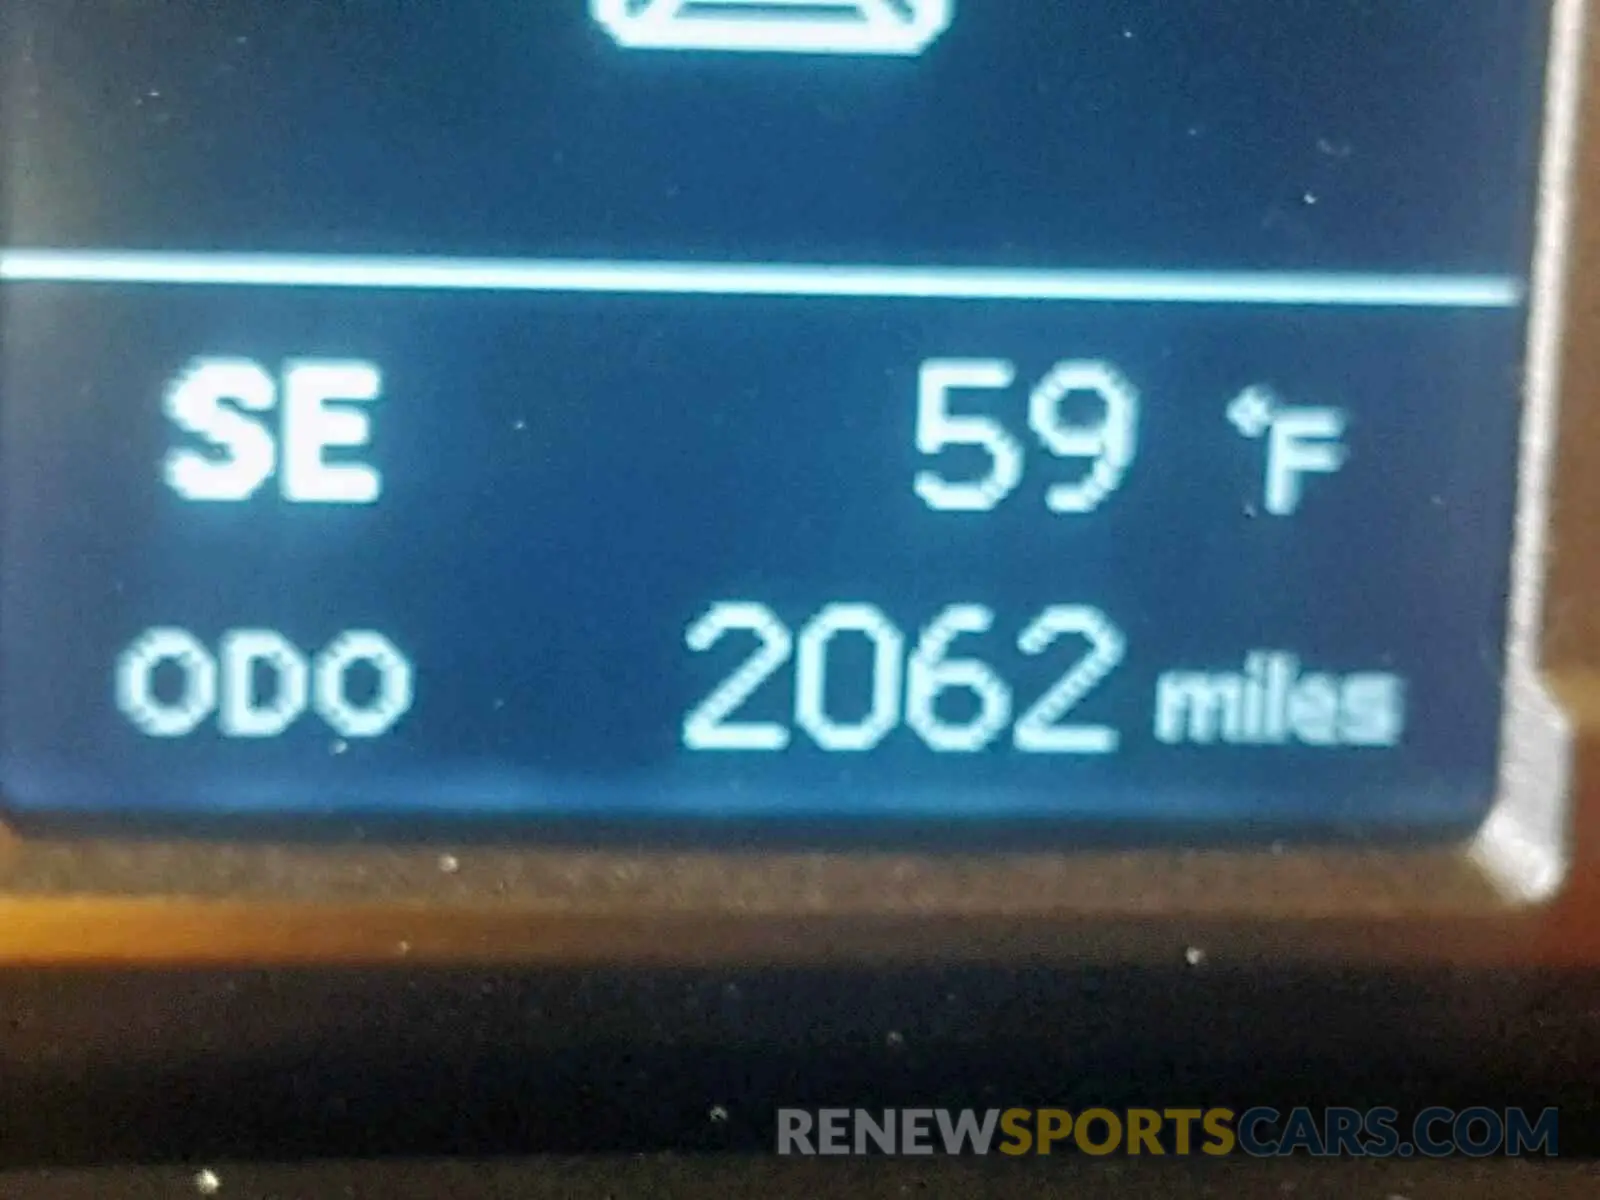 SE 59 °F
ODO 2062 miles
RENEWSPORTSCARS.COM